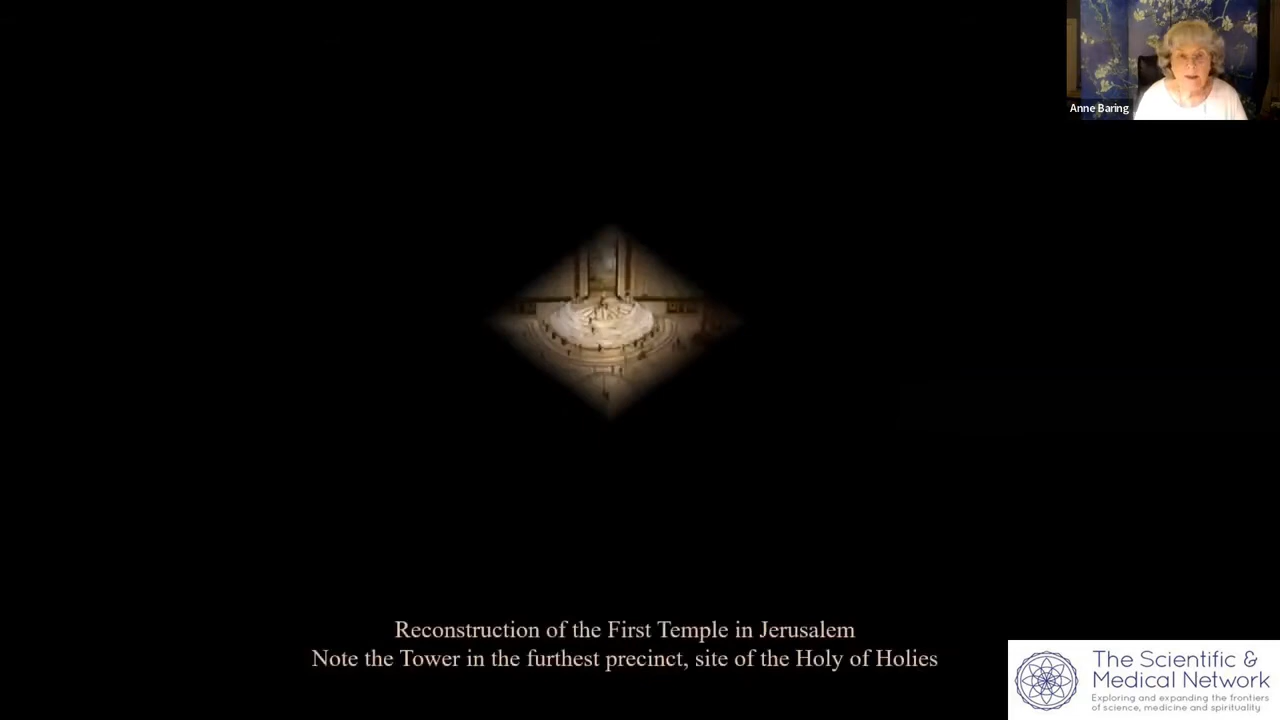 Anne Baring
Reconstruction of the First Temple in Jerusalem
Note the Tower in the furthest precinct, site of the Holy of Holies
The Scientific &
Medical Network
Exploring and expanding the frontiers
of science, medicine and spirituality